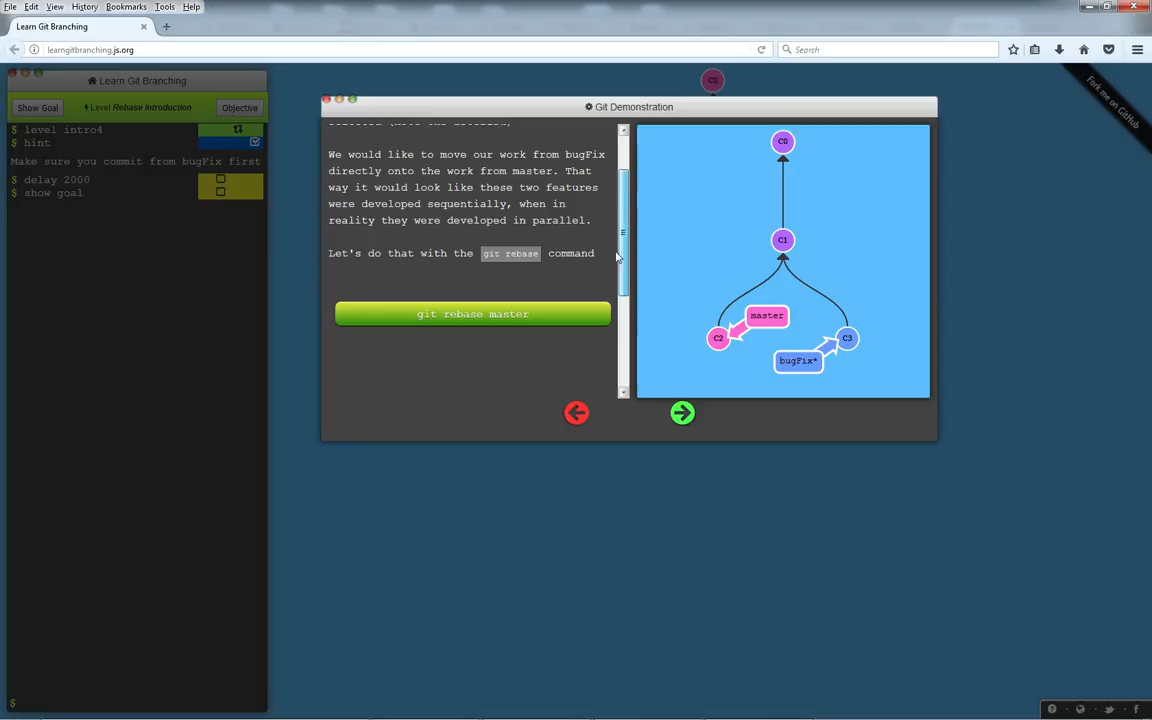 File Edit View History Bookmarks Tools Help
Learn Git Branching
learngitbranching.js.org
Search
Learn Git Branching
Show Goal
Level Rebase Introduction
Objective
$ level intro4
$ hint
Make sure you commit from bugFix first
$ delay 2000
$ show goal
$
C0
Fork me on GitHub
Git Demonstration
We would like to move our work from bugFix
directly onto the work from master. That
way it would look like these two features
were developed sequentially, when in
reality they were developed in parallel.
Let's do that with the git rebase command
git rebase master
C0
C1
master
C2
C3
bugFix*